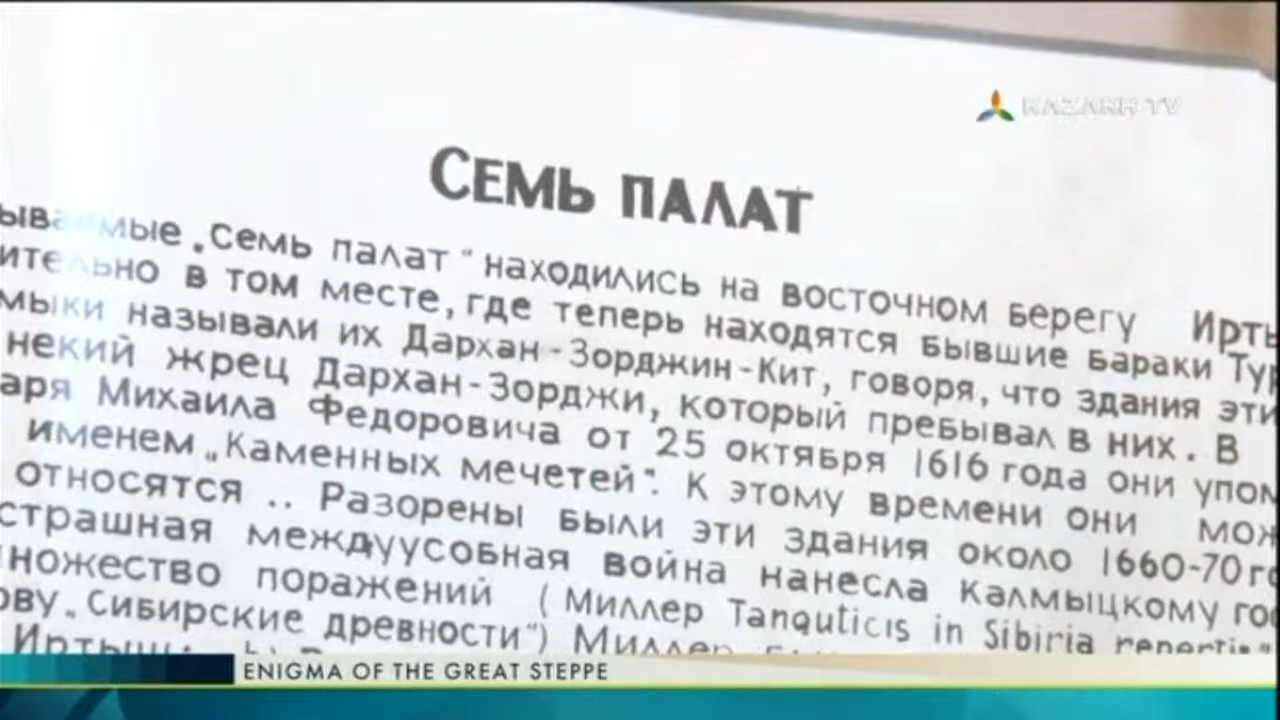 KAZAKH TV
СЕМЬ ПАЛАТ
ываемые „Семь палат“ находились на восточном берегу Ирты
ительно в том месте, где теперь находятся бывшие бараки Тур
мыки называли их Дархан-Зорджин-Кит, говоря, что здания эти
некий жрец Дархан-Зорджи, который пребывал в них. В
аря Михаила Федоровича от 25 октября 1616 года они упом
именем „Каменных мечетей“. К этому времени они мож
относятся .. Разорены были эти здания около 1660-70 го
страшная междуусобная война нанесла Калмыцкому го
ножество поражений (Миллер Tanguticis in Sibiria repertis
ову „Сибирские древности“) Миллер
Иртыш
ENIGMA OF THE GREAT STEPPE